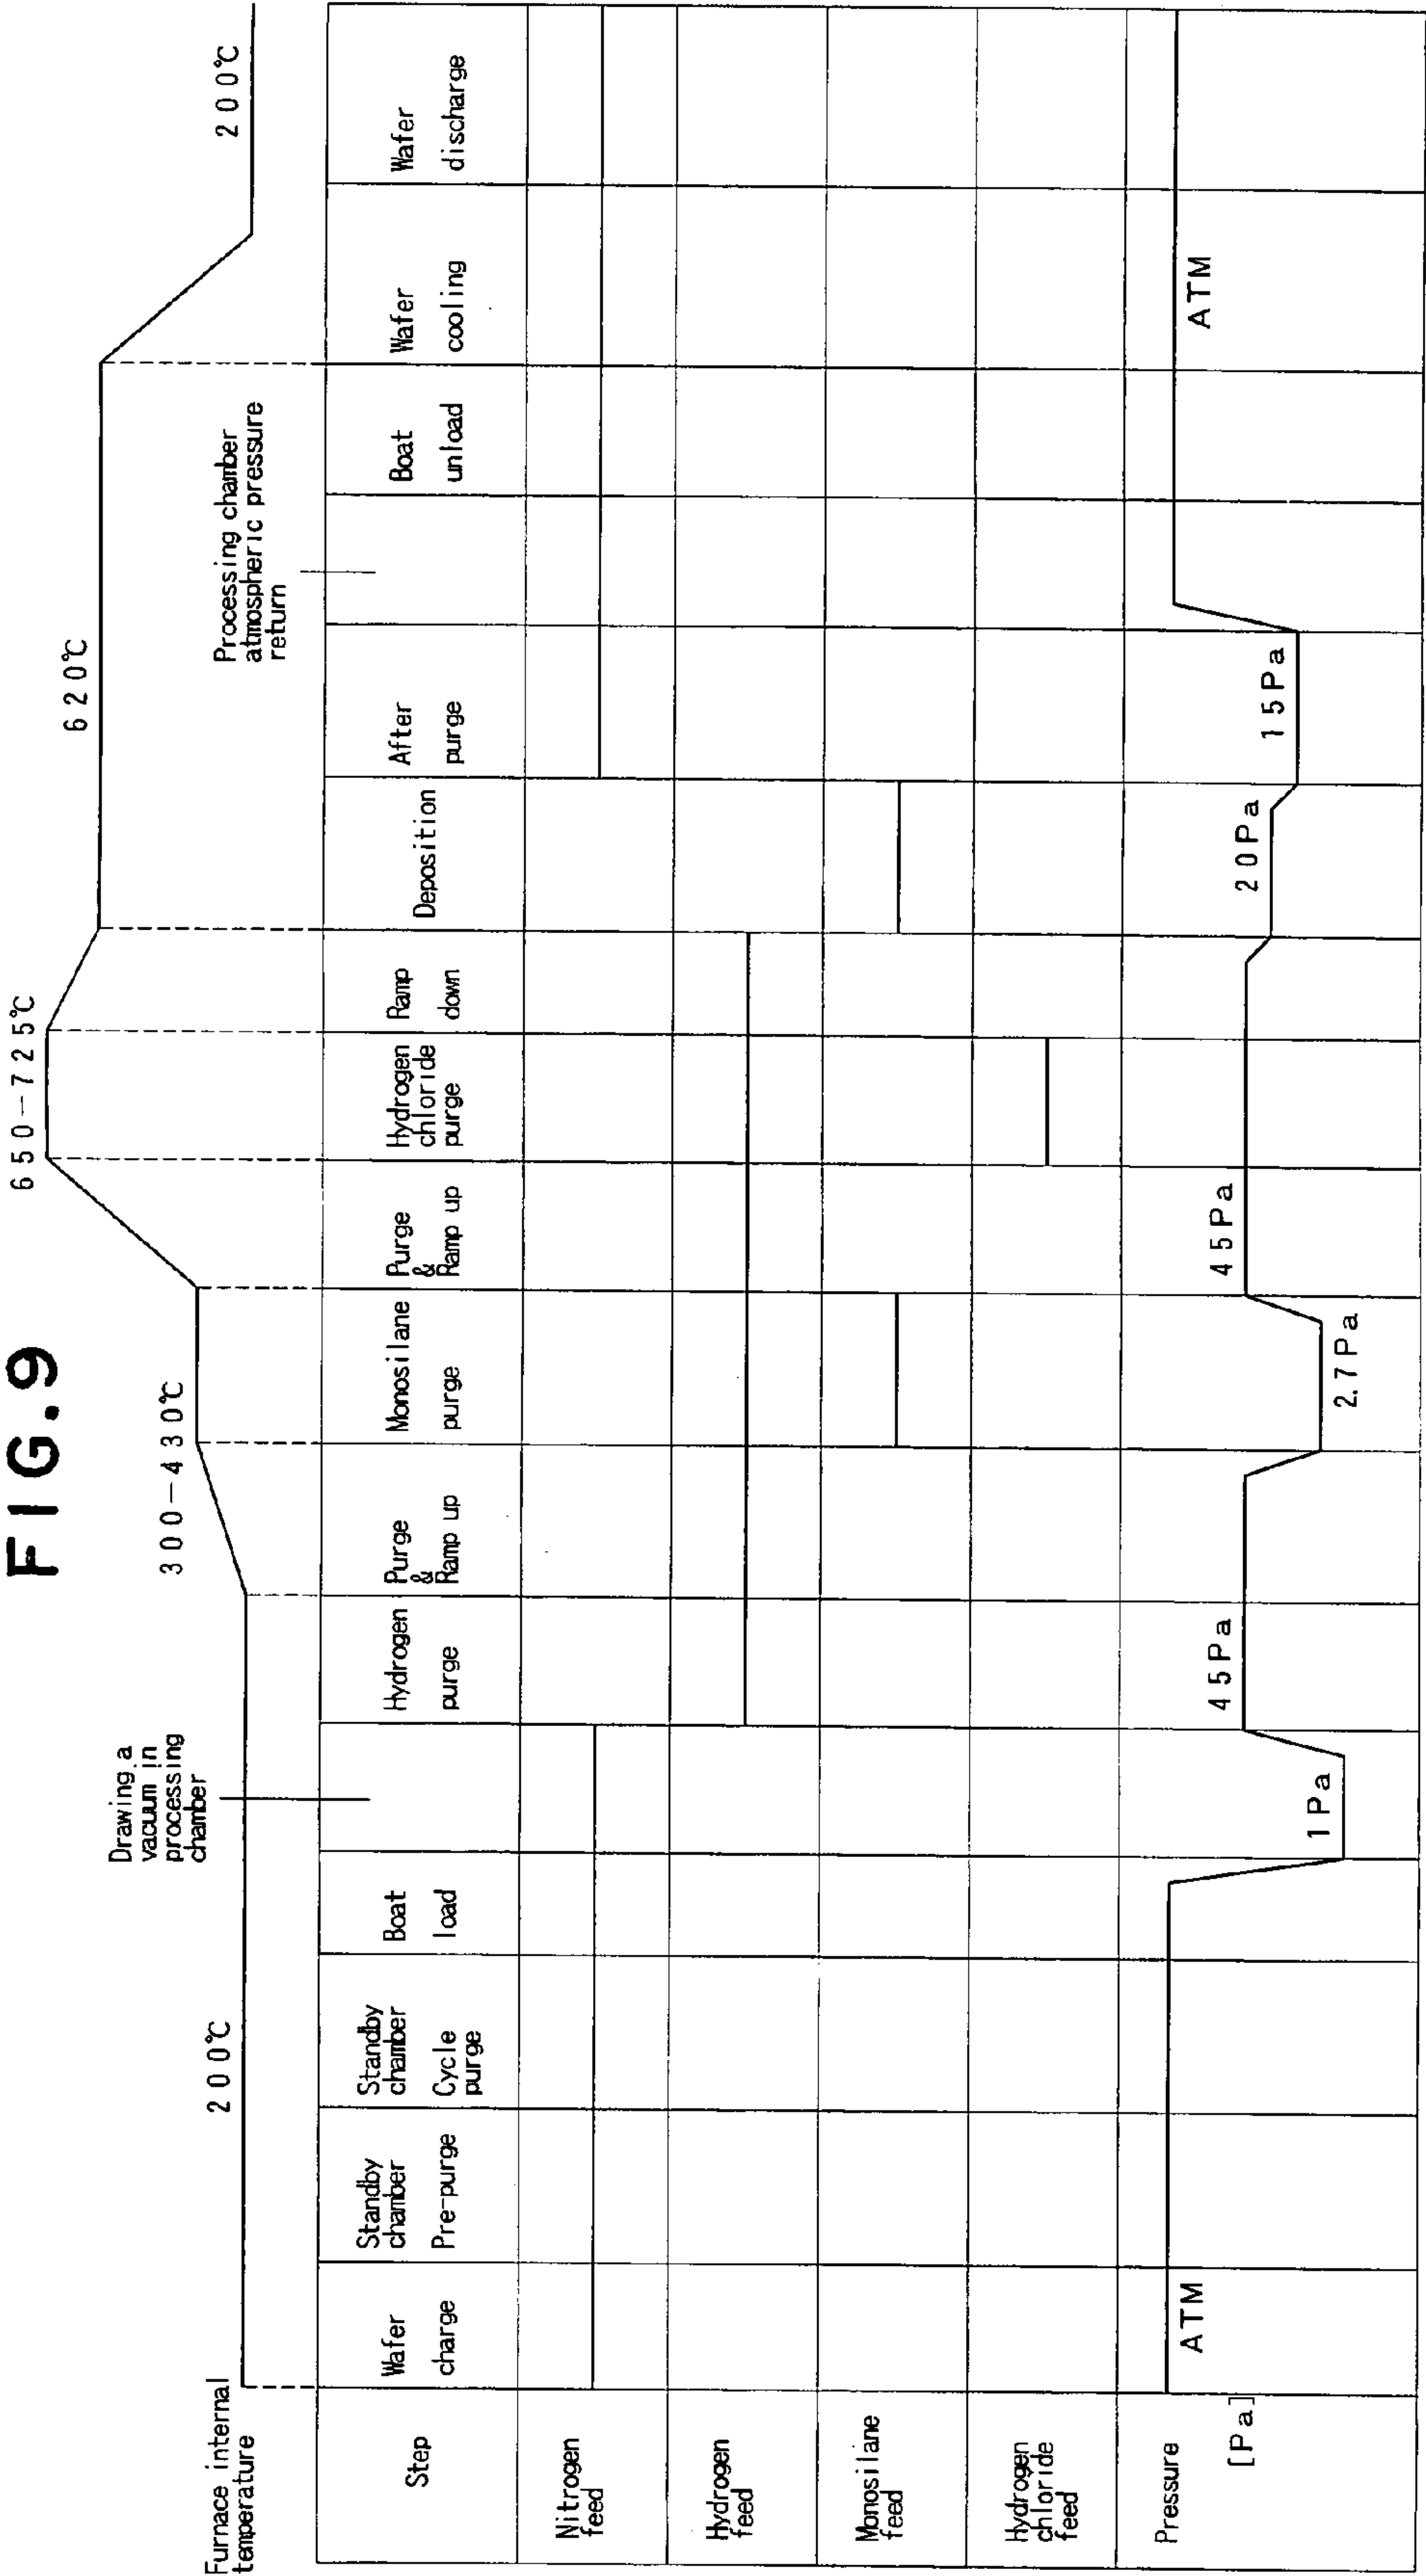 FIG.9
Furnace internal
temperature
200℃
300-430℃
650-725℃
620℃
200℃
Drawing a
vacuum in
processing
chamber
Processing chamber
atmospheric pressure
return
Step
Wafer
charge
Standby
chamber
Pre-purge
Standby
chamber
Cycle
purge
Boat
load
Hydrogen
purge
Purge
&
Ramp up
Monosilane
purge
Purge
&
Ramp up
Hydrogen
chloride
purge
Ramp
down
Deposition
After
purge
Boat
unload
Wafer
cooling
Wafer
discharge
Nitrogen
feed
Hydrogen
feed
Monosilane
feed
Hydrogen
chloride
feed
Pressure
[Pa]
ATM
1Pa
45Pa
2.7Pa
45Pa
20Pa
15Pa
ATM